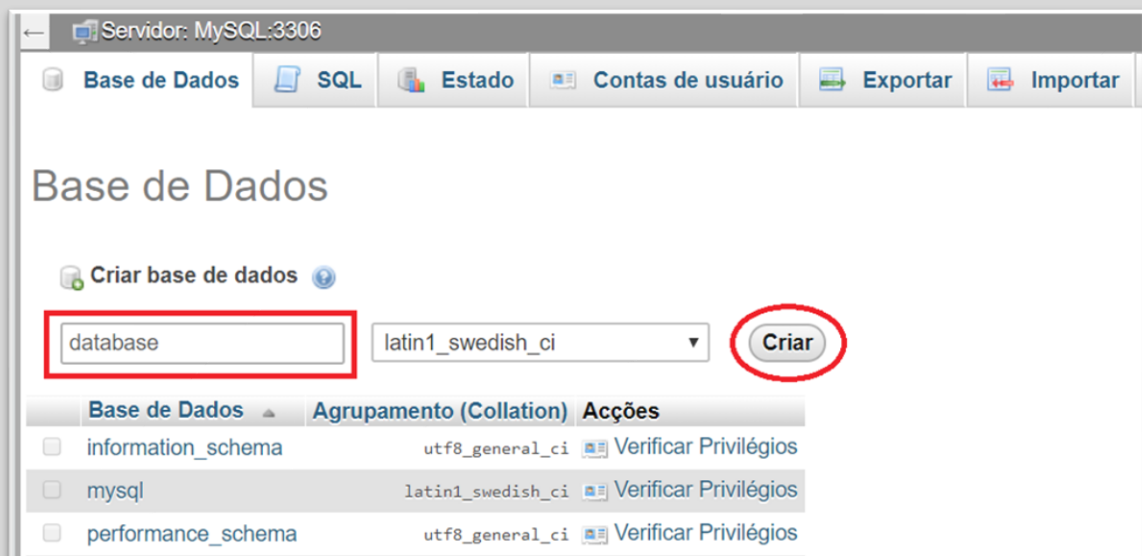 ← Servidor: MySQL:3306
Base de Dados SQL Estado Contas de usuário Exportar Importar
Base de Dados
Criar base de dados ?
database latin1_swedish_ci ▼ Criar
Base de Dados ▲ Agrupamento (Collation) Acções
information_schema utf8_general_ci Verificar Privilégios
mysql latin1_swedish_ci Verificar Privilégios
performance_schema utf8_general_ci Verificar Privilégios